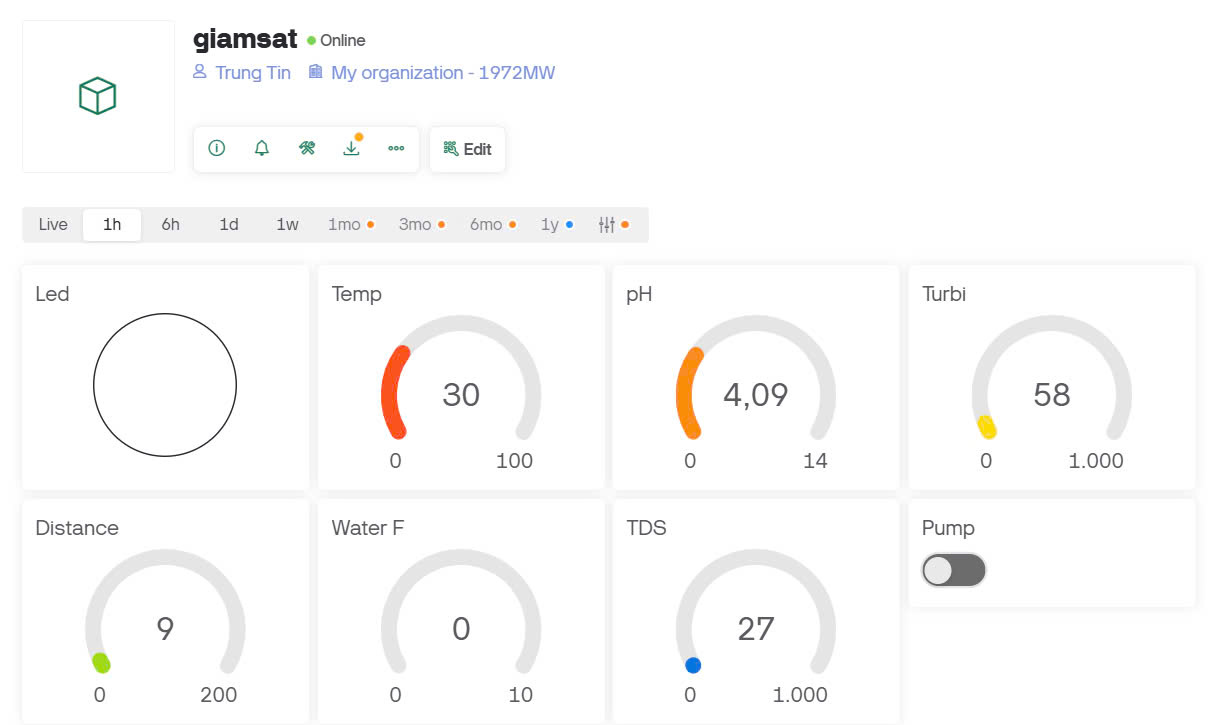 giamsat Online
Trung Tin My organization - 1972MW
Edit
Live 1h 6h 1d 1w 1mo 3mo 6mo 1y
Led Temp pH Turbi
30 4,09 58
0 100 0 14 0 1.000
Distance Water F TDS Pump
9 0 27
0 200 0 10 0 1.000